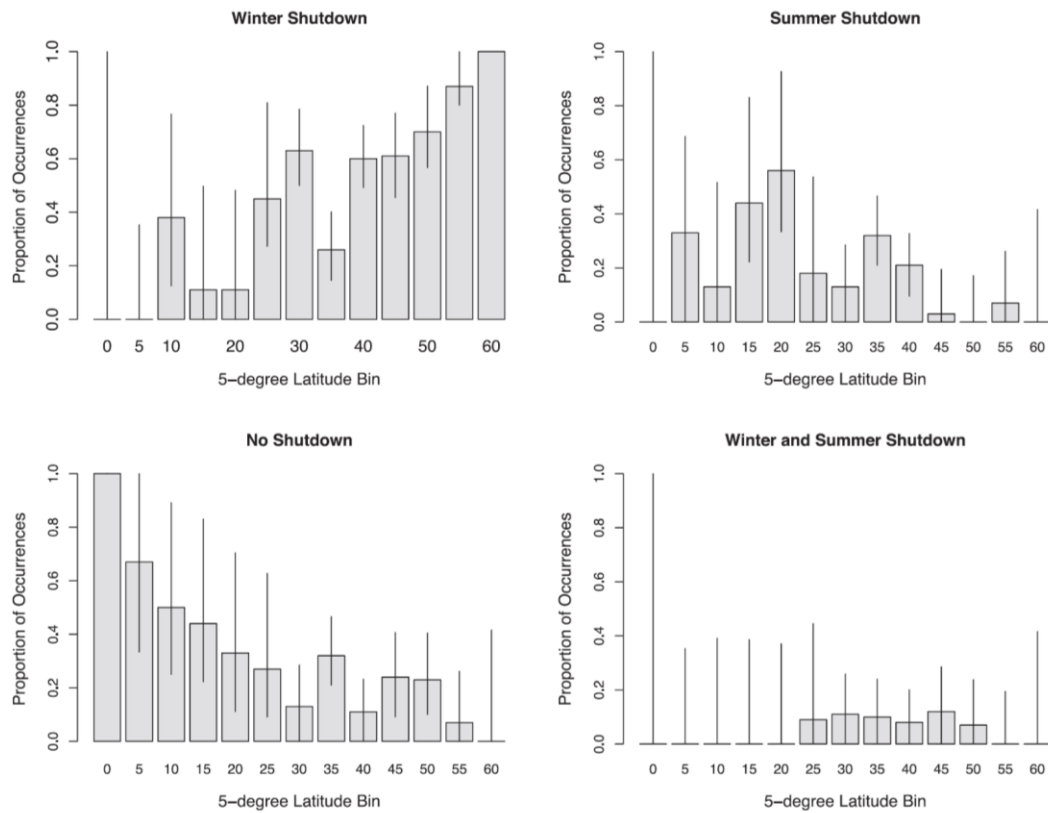 Winter Shutdown
Proportion of Occurrences
1.0
0.8
0.6
0.4
0.2
0.0
0 5 10 20 30 40 50 60
5−degree Latitude Bin
Summer Shutdown
Proportion of Occurrences
1.0
0.8
0.6
0.4
0.2
0.0
0 5 10 15 20 25 30 35 40 45 50 55 60
5−degree Latitude Bin
No Shutdown
Proportion of Occurrences
1.0
0.8
0.6
0.4
0.2
0.0
0 5 10 15 20 25 30 35 40 45 50 55 60
5−degree Latitude Bin
Winter and Summer Shutdown
Proportion of Occurrences
1.0
0.8
0.6
0.4
0.2
0.0
0 5 10 15 20 25 30 35 40 45 50 55 60
5−degree Latitude Bin